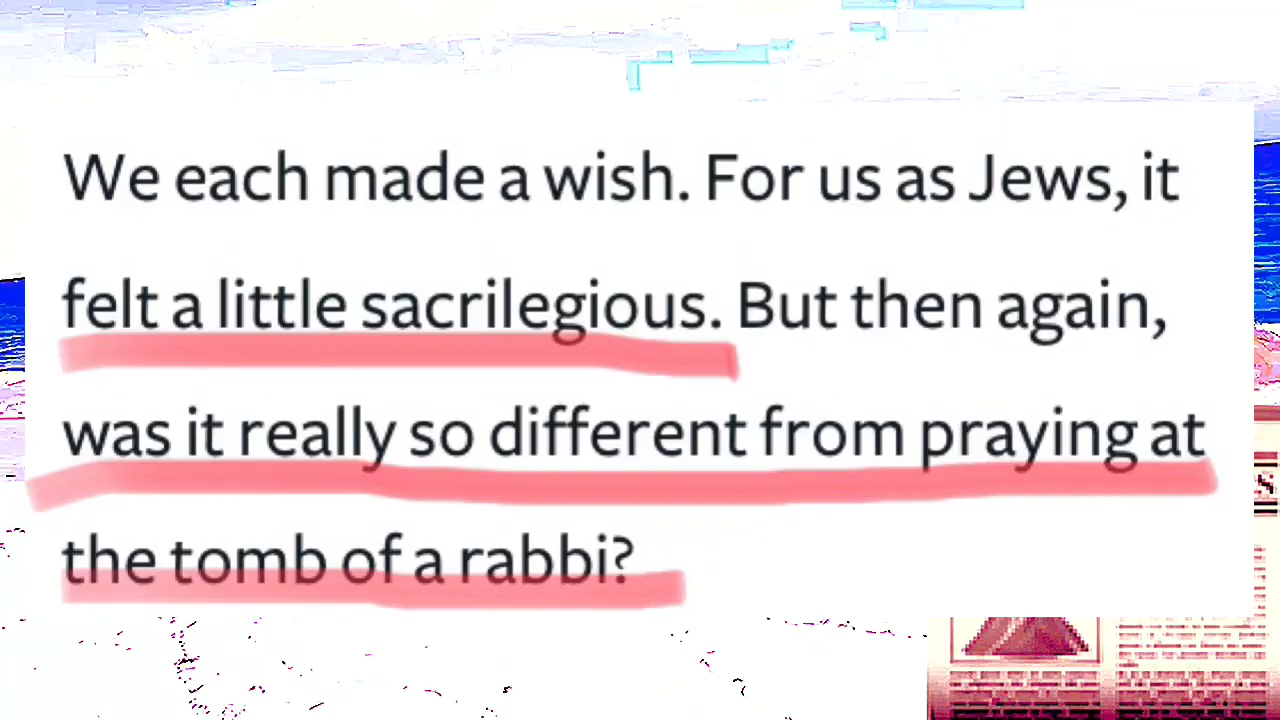 We each made a wish. For us as Jews, it
felt a little sacrilegious. But then again,
was it really so different from praying at
the tomb of a rabbi?